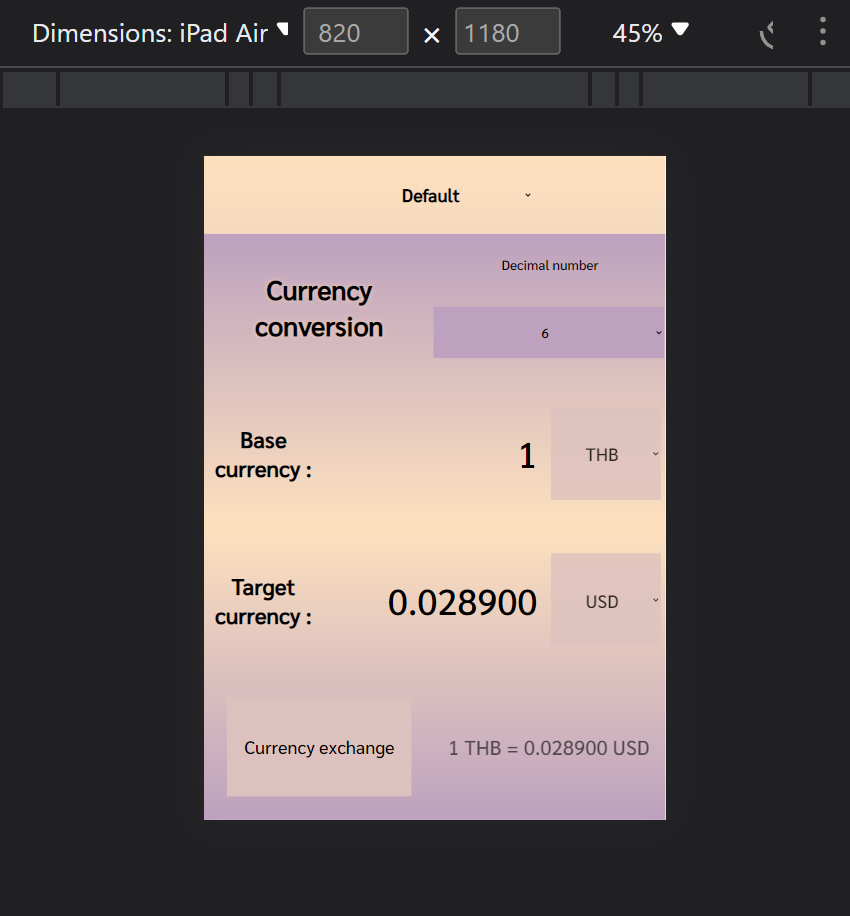 Dimensions: iPad Air 820 × 1180 45%
Default
Decimal number
Currency
conversion
6
Base
currency :
1 THB
Target
currency :
0.028900 USD
Currency exchange 1 THB = 0.028900 USD